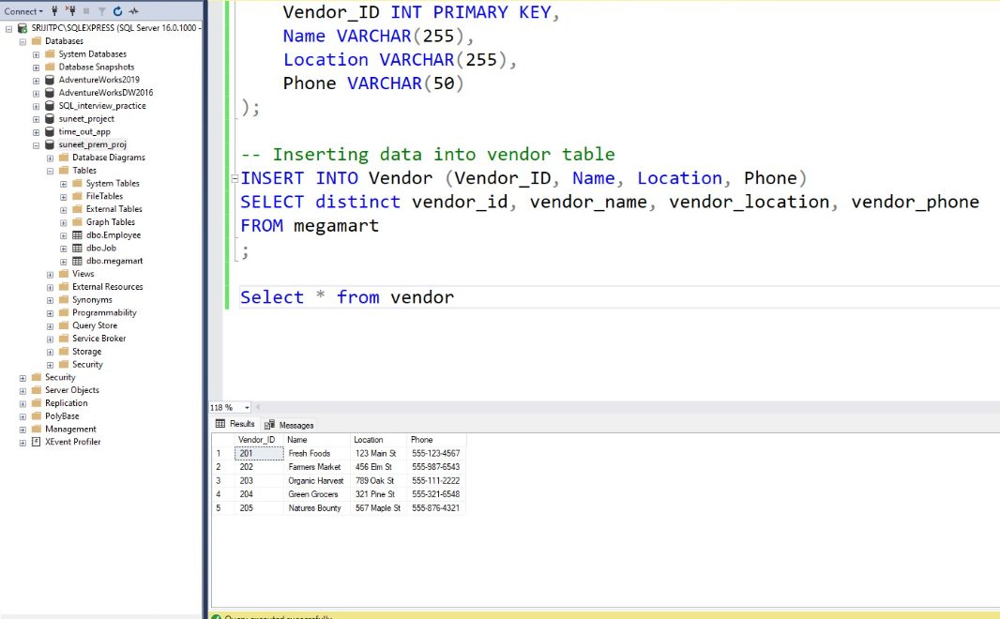 Connect
SRIJITPC\SQLEXPRESS (SQL Server 16.0.1000 -
Databases
System Databases
Database Snapshots
AdventureWorks2019
AdventureWorksDW2016
SQL_interview_practice
suneet_project
time_out_app
suneet_prem_proj
Database Diagrams
Tables
System Tables
FileTables
External Tables
Graph Tables
dbo.Employee
dbo.Job
dbo.megamart
Views
External Resources
Synonyms
Programmability
Query Store
Service Broker
Storage
Security
Security
Server Objects
Replication
PolyBase
Management
XEvent Profiler
Vendor_ID INT PRIMARY KEY,
Name VARCHAR(255),
Location VARCHAR(255),
Phone VARCHAR(50)
);
-- Inserting data into vendor table
INSERT INTO Vendor (Vendor_ID, Name, Location, Phone)
SELECT distinct vendor_id, vendor_name, vendor_location, vendor_phone
FROM megamart
;
Select * from vendor
118 %
Results Messages
Vendor_ID Name Location Phone
1 201 Fresh Foods 123 Main St 555-123-4567
2 202 Farmers Market 456 Elm St 555-987-6543
3 203 Organic Harvest 789 Oak St 555-111-2222
4 204 Green Grocers 321 Pine St 555-321-6548
5 205 Natures Bounty 567 Maple St 555-876-4321
Query executed successfully